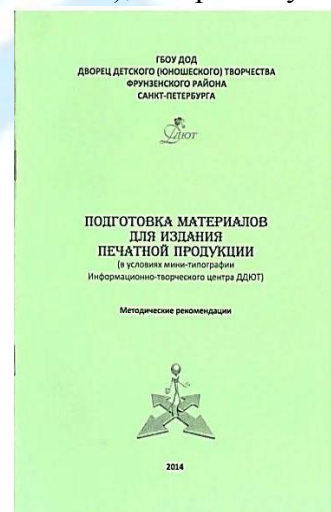 ГБОУ ДОД
ДВОРЕЦ ДЕТСКОГО (ЮНОШЕСКОГО) ТВОРЧЕСТВА
ФРУНЗЕНСКОГО РАЙОНА
САНКТ-ПЕТЕРБУРГА
ДДЮТ
ПОДГОТОВКА МАТЕРИАЛОВ
ДЛЯ ИЗДАНИЯ
ПЕЧАТНОЙ ПРОДУКЦИИ
(в условиях мини-типографии
Информационно-творческого центра ДДЮТ)
Методические рекомендации
2014